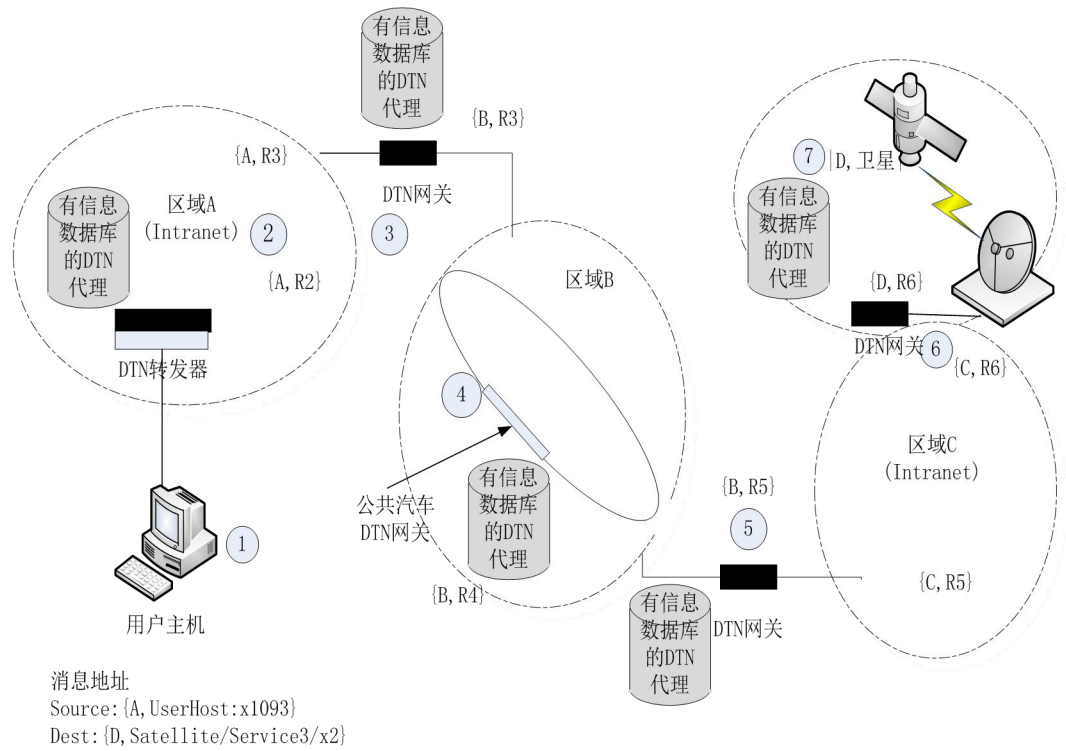 有信息
数据库
的DTN
代理
{B,R3}
{A,R3}
DTN网关
3
区域A
(Intranet)
2
有信息
数据库
的DTN
代理
{A,R2}
DTN转发器
1
用户主机
区域B
4
公共汽车
DTN网关
有信息
数据库
的DTN
代理
{B,R4}
{B,R5}
5
DTN网关
有信息
数据库
的DTN
代理
7
|D,卫星|
有信息
数据库
的DTN
代理
{D,R6}
DTN网关
6
{C,R6}
区域C
(Intranet)
{C,R5}
消息地址
Source:{A,UserHost:x1093}
Dest:{D,Satellite/Service3/x2}